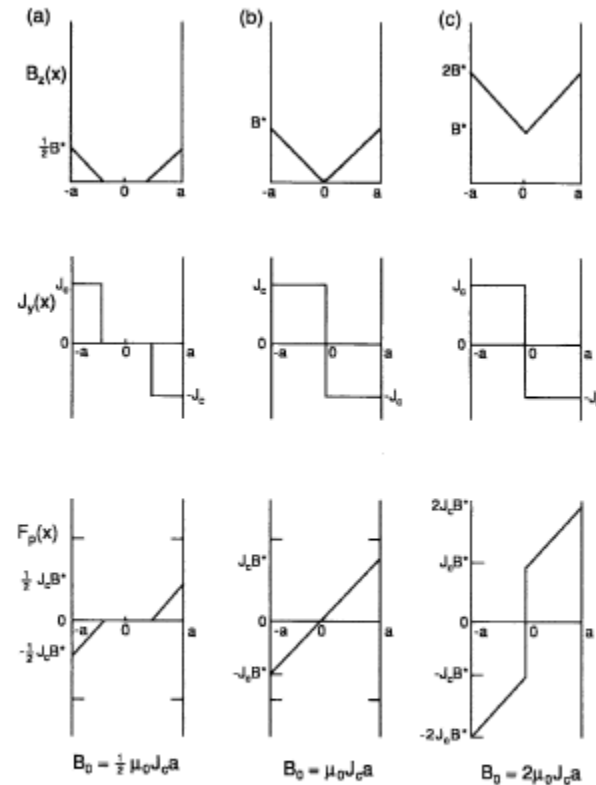 (a) (b) (c)
B_z(x)
½B*
-a 0 a
B*
-a 0 a
2B*
B*
-a 0 a
J_y(x)
J_c
0
-a 0 a
-J_c
J_c
0
-a 0 a
-J_c
J_c
0
-a 0 a
-J
F_p(x)
½ J_cB*
0
-a 0 a
-½ J_cB*
J_cB*
0
-a 0 a
-J_cB*
2J_cB*
J_cB*
0
-a 0 a
-J_cB*
-2J_cB*
B_0 = ½ μ_0J_ca
B_0 = μ_0J_ca
B_0 = 2μ_0J_ca